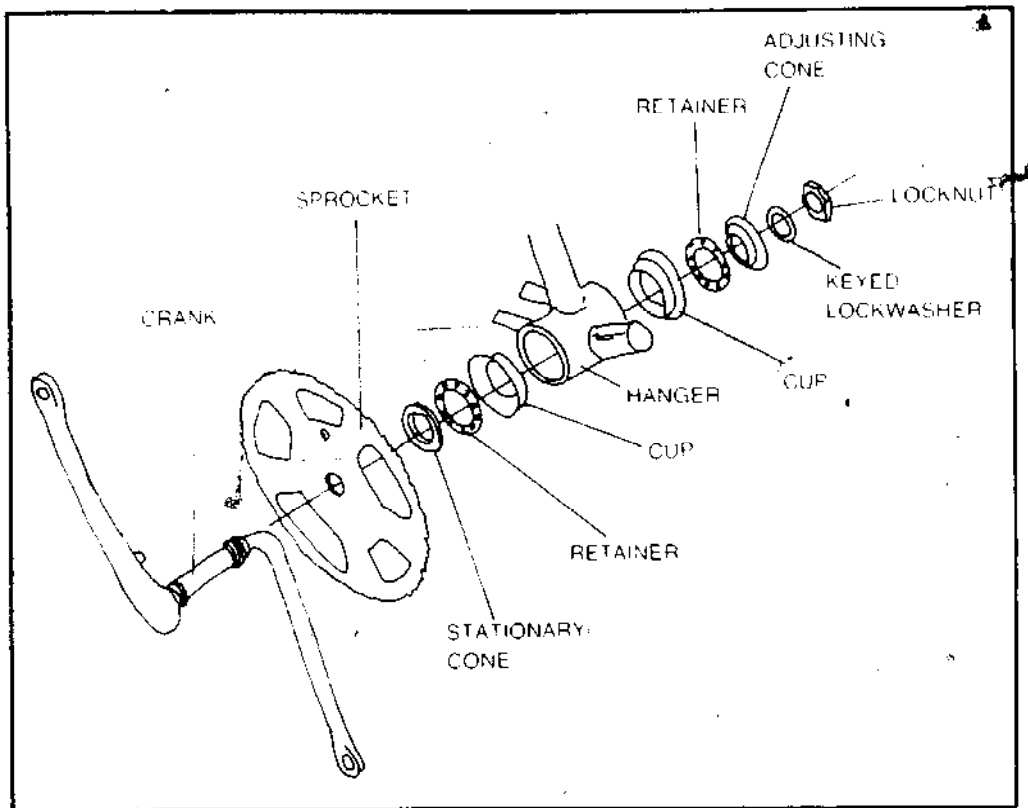 ADJUSTING
CONE
RETAINER
SPROCKET
LOCKNUT
KEYED
LOCKWASHER
CRANK
CUP
HANGER
CUP
RETAINER
STATIONARY
CONE